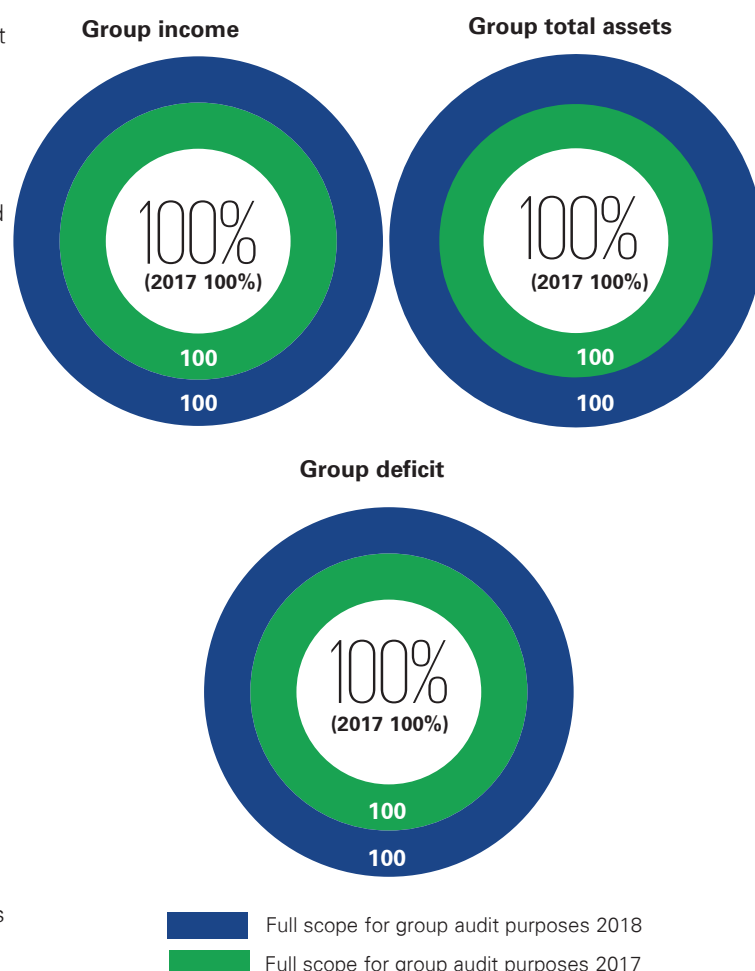 Group income
100%
(2017 100%)
100
100
Group total assets
100%
(2017 100%)
100
100
Group deficit
100%
(2017 100%)
100
100
Full scope for group audit purposes 2018
Full scope for group audit purposes 2017